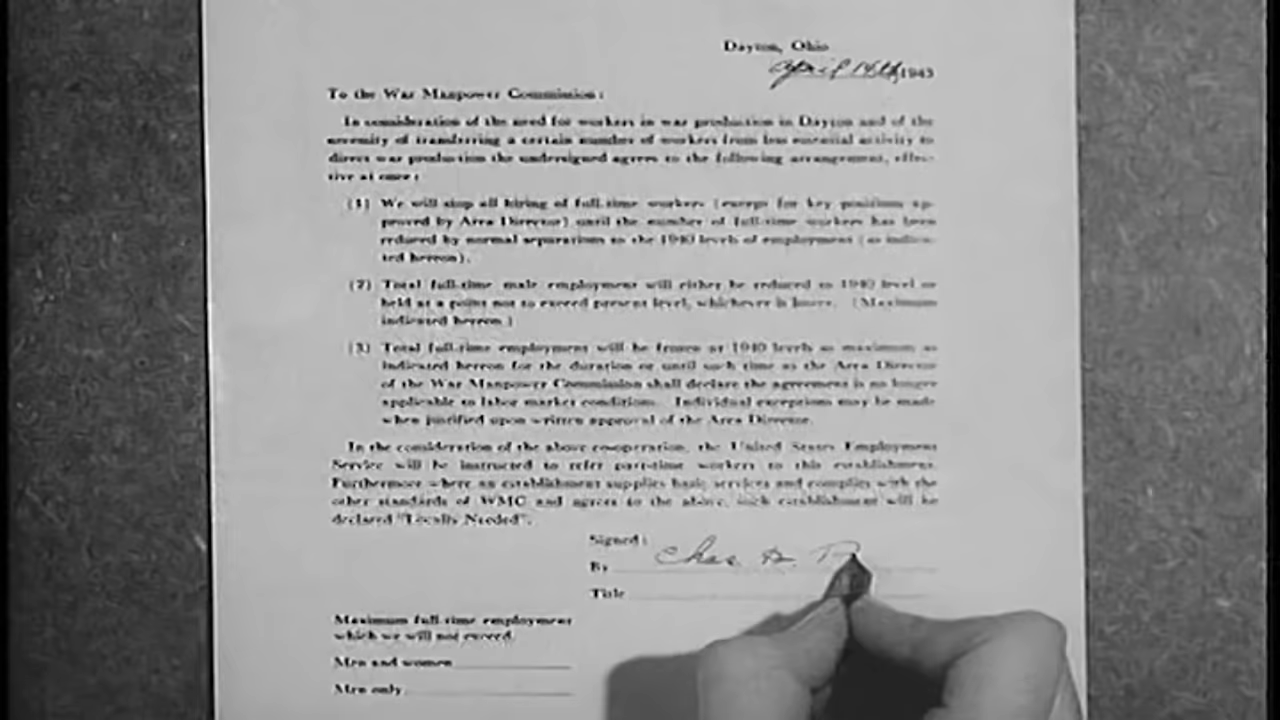 Dayton, Ohio
April 14th, 1943
To the War Manpower Commission:
In consideration of the need for workers in war production in Dayton and of the
necessity of transferring a certain number of workers from less essential activity to
direct war production the undersigned agrees to the following arrangement, effec-
tive at once:
(1) We will stop all hiring of full-time workers (except for key positions ap-
proved by Area Director) until the number of full-time workers has been
reduced by normal separations to the 1940 levels of employment (as indica-
ted hereon).
(2) Total full-time male employment will either be reduced to 1940 level or
held at a point not to exceed present level, whichever is lower. (Maximum
indicated hereon.)
(3) Total full-time employment will be frozen at 1940 levels as maximum as
indicated hereon for the duration or until such time as the Area Director
of the War Manpower Commission shall declare the agreement is no longer
applicable to labor market conditions. Individual exceptions may be made
when justified upon written approval of the Area Director.
In the consideration of the above co-operation, the United States Employment
Service will be instructed to refer part-time workers to this establishment.
Furthermore where an establishment supplies basic services and complies with the
other standards of WMC and agrees to the above, such establishment will be
declared "Locally Needed".
Signed:
By Chas H.
Title
Maximum full-time employment
which we will not exceed.
Men and women
Men only